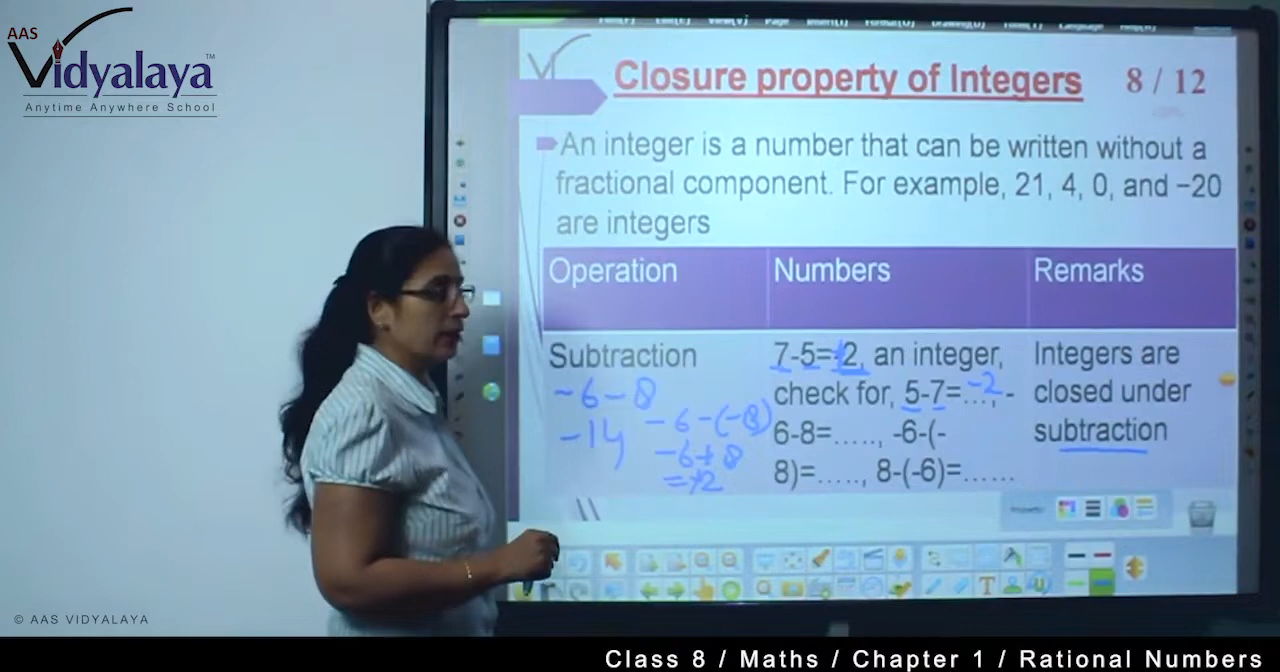 AAS
Vidyalaya™
Anytime Anywhere School
Closure property of Integers 8 / 12
An integer is a number that can be written without a
fractional component. For example, 21, 4, 0, and −20
are integers
Operation Numbers Remarks
Subtraction 7-5=+2, an integer, Integers are
check for, 5-7=...-2, - closed under
6-8=....., -6-(- subtraction
8)=....., 8-(-6)=......
-6-8
-14
-6-(-8)
-6+8
=+2
© AAS VIDYALAYA
Class 8 / Maths / Chapter 1 / Rational Numbers